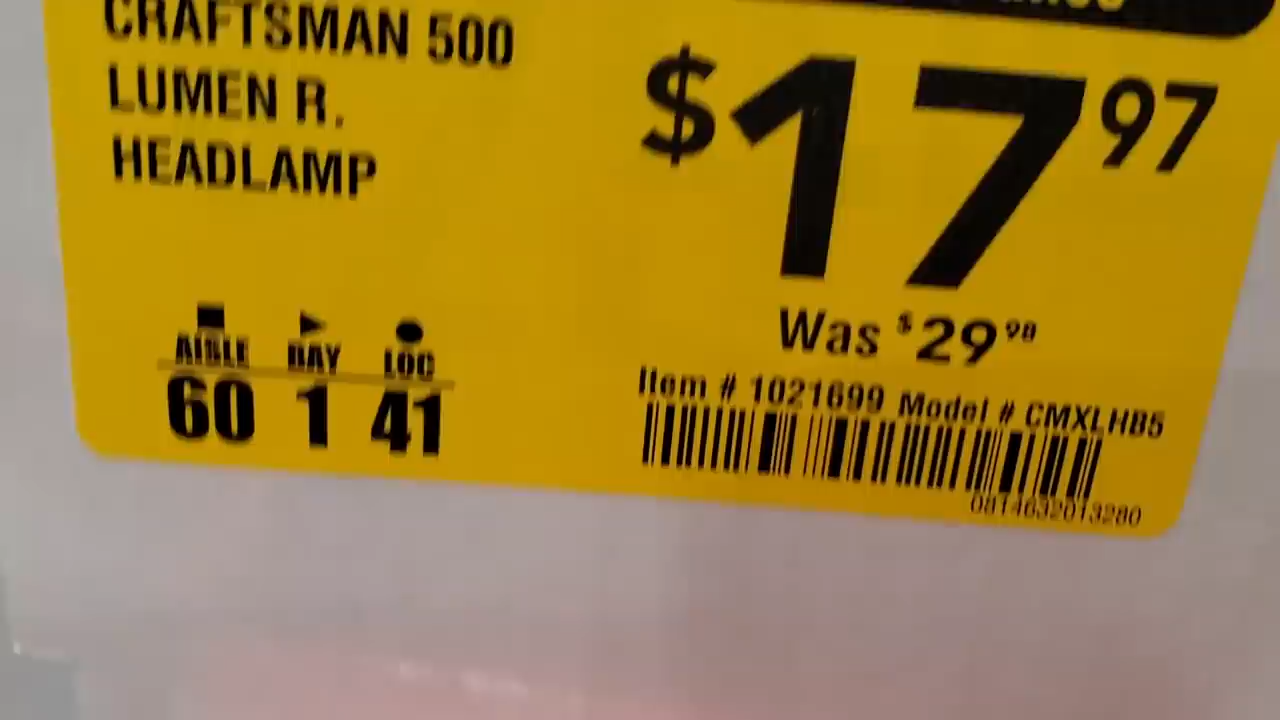 CRAFTSMAN 500
LUMEN R.
HEADLAMP
$17 97
Was $29 98
AISLE BAY LOC
60 1 41
Item # 1021699 Model # CMXLHB5
0814632013280